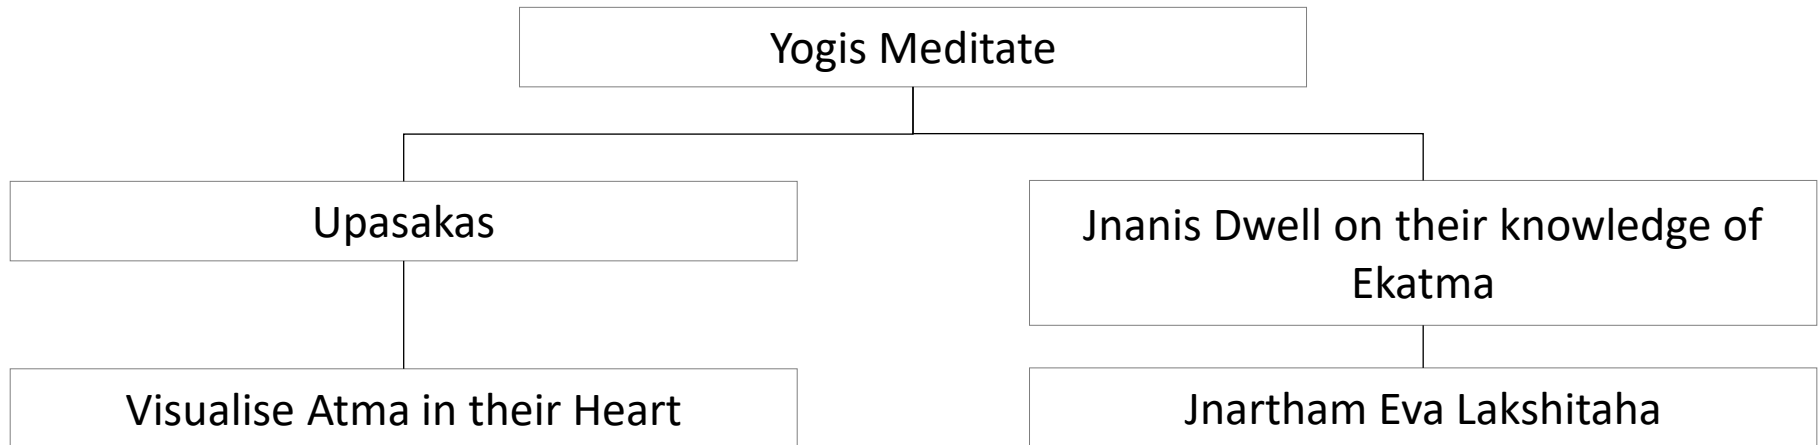 Yogis Meditate
Upasakas
Jnanis Dwell on their knowledge of
Ekatma
Visualise Atma in their Heart
Jnartham Eva Lakshitaha